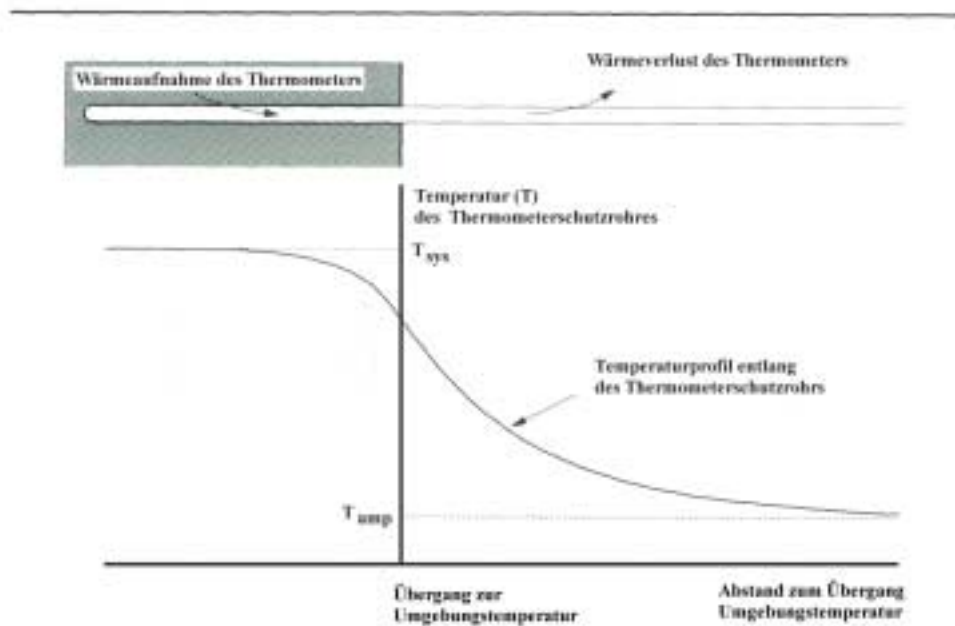 Wärmeaufnahme des Thermometers
Wärmeverlust des Thermometers
Temperatur (T)
des Thermometerschutzrohres
T sys
Temperaturprofil entlang
des Thermometerschutzrohrs
T ump
Übergang zur
Umgebungstemperatur
Abstand zum Übergang
Umgebungstemperatur